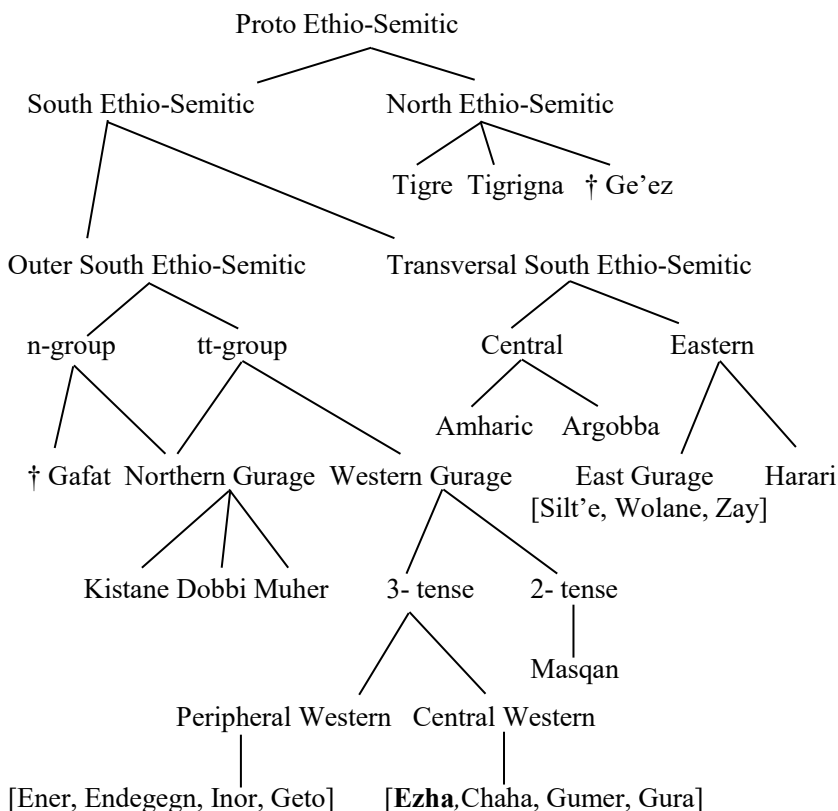 Proto Ethio-Semitic
South Ethio-Semitic North Ethio-Semitic
Tigre Tigrigna † Ge’ez
Outer South Ethio-Semitic Transversal South Ethio-Semitic
n-group tt-group Central Eastern
Amharic Argobba
† Gafat Northern Gurage Western Gurage East Gurage Harari
[Silt’e, Wolane, Zay]
Kistane Dobbi Muher 3- tense 2- tense
Masqan
Peripheral Western Central Western
[Ener, Endegegn, Inor, Geto] [Ezha,Chaha, Gumer, Gura]